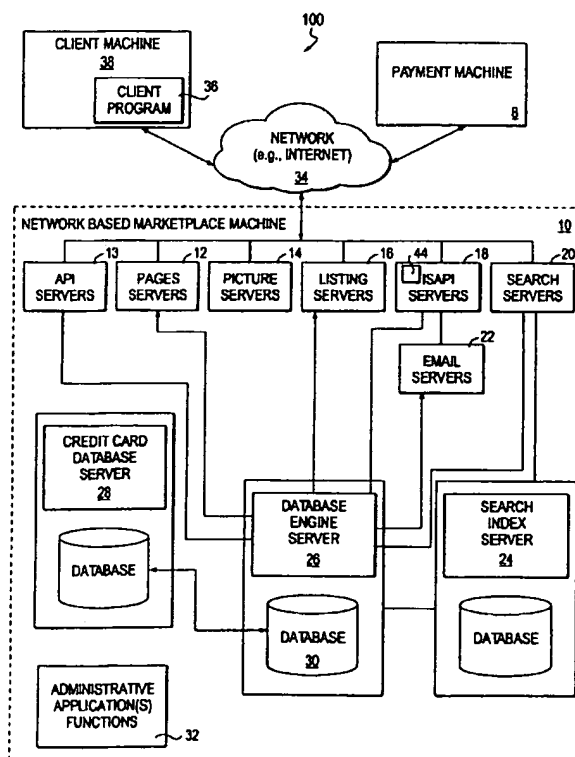 100
CLIENT MACHINE
38
CLIENT
PROGRAM
36
PAYMENT MACHINE
8
NETWORK
(e.g., INTERNET)
34
NETWORK BASED MARKETPLACE MACHINE
10
13
API
SERVERS
12
PAGES
SERVERS
14
PICTURE
SERVERS
16
LISTING
SERVERS
44
18
ISAPI
SERVERS
20
SEARCH
SERVERS
22
EMAIL
SERVERS
CREDIT CARD
DATABASE
SERVER
28
DATABASE
DATABASE
ENGINE
SERVER
26
DATABASE
30
SEARCH
INDEX
SERVER
24
DATABASE
ADMINISTRATIVE
APPLICATION(S)
FUNCTIONS
32